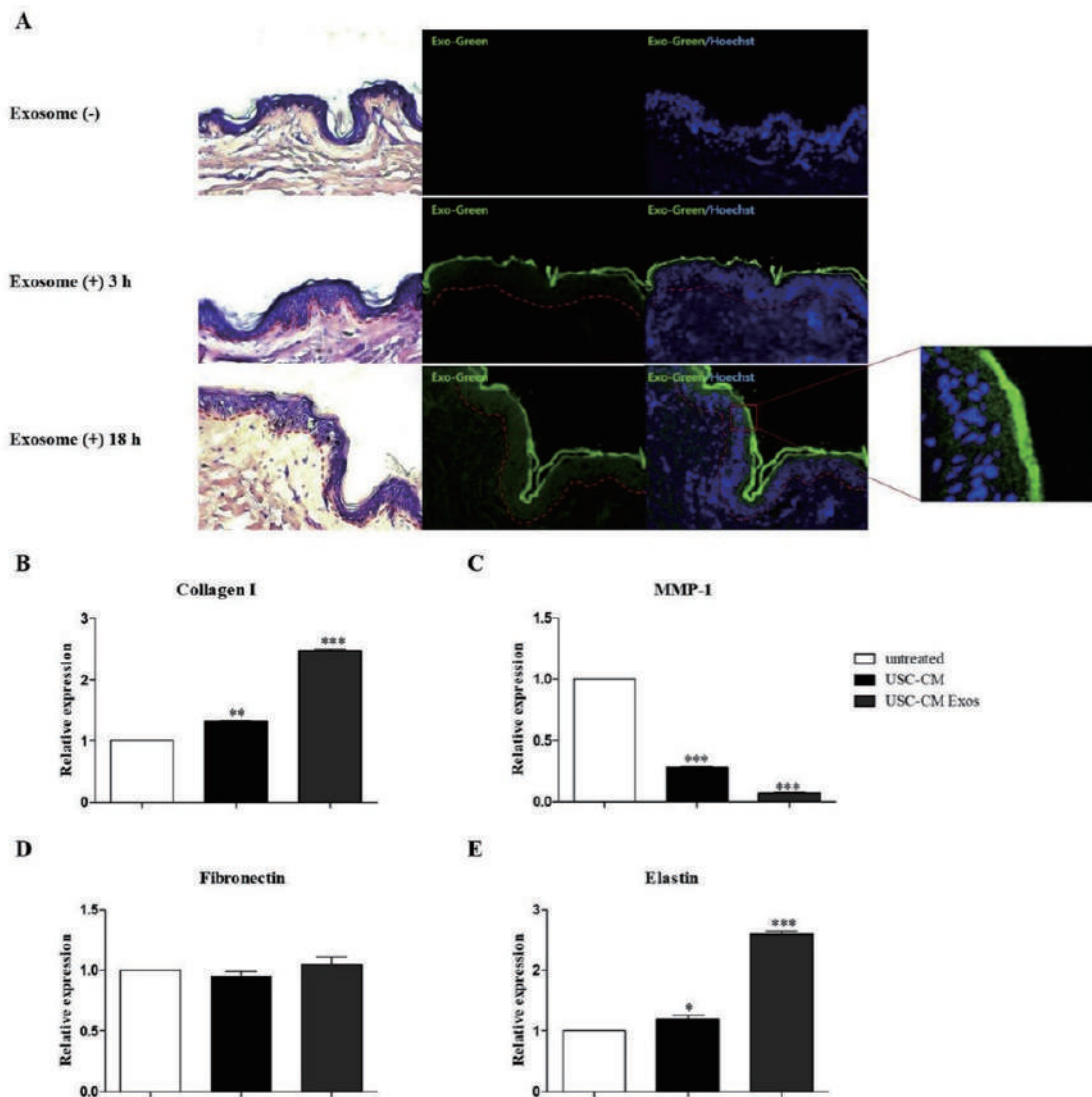 A
Exo-Green
Exo-Green/Hoechst
Exosome (-)
Exo-Green
Exo-Green/Hoechst
Exosome (+) 3 h
Exo-Green
Exo-Green/Hoechst
Exosome (+) 18 h
B
Collagen I
Relative expression
3
2
1
0
**
***
C
MMP-1
Relative expression
1.5
1.0
0.5
0.0
***
***
untreated
USC-CM
USC-CM Exos
D
Fibronectin
Relative expression
1.5
1.0
0.5
0.0
E
Elastin
Relative expression
3
2
1
0
*
***